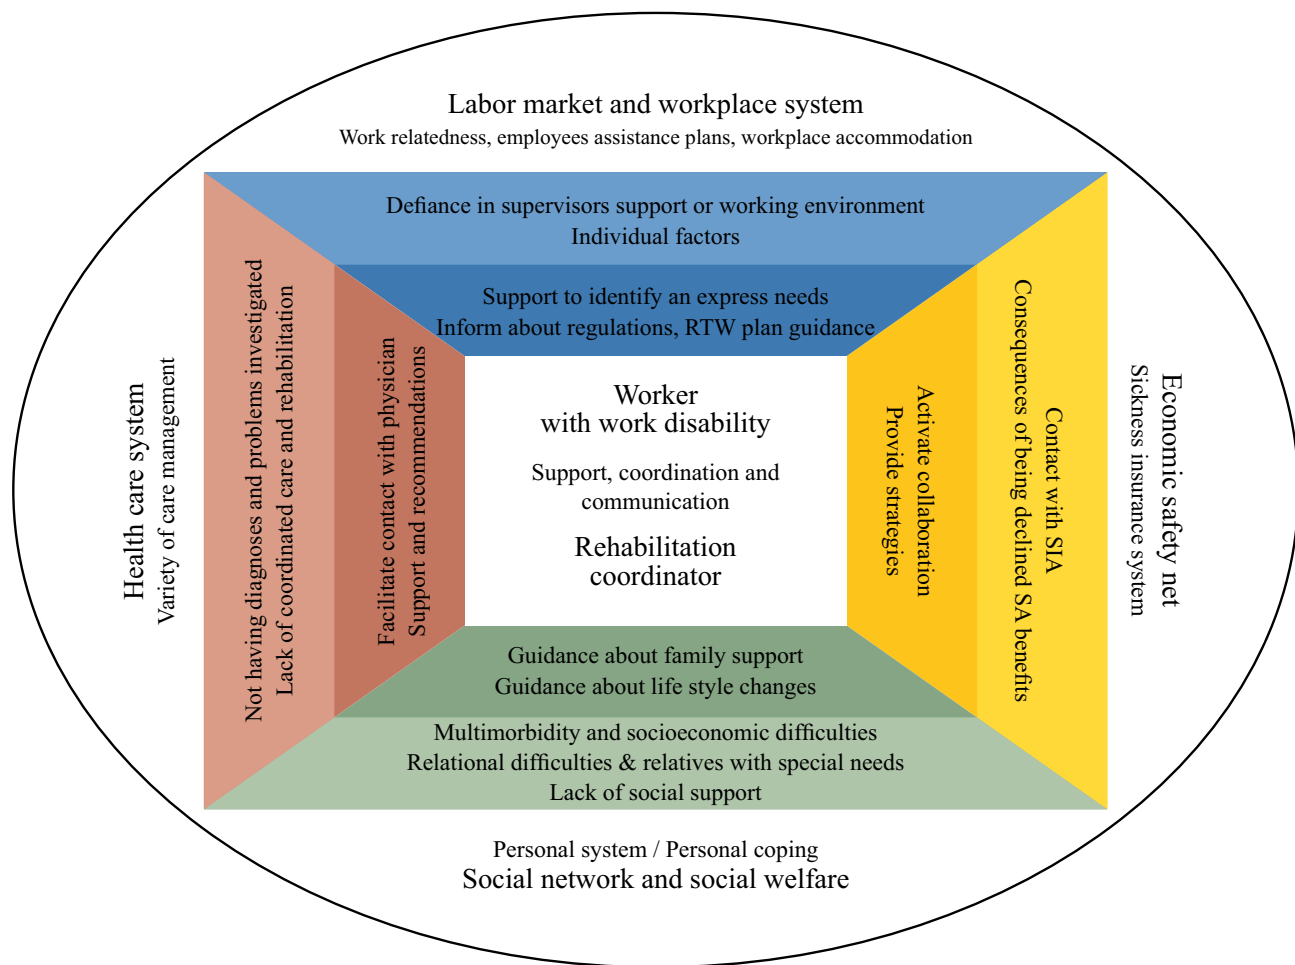 Labor market and workplace system
Work relatedness, employees assistance plans, workplace accommodation
Defiance in supervisors support or working environment
Individual factors
Support to identify an express needs
Inform about regulations, RTW plan guidance
Health care system
Variety of care management
Not having diagnoses and problems investigated
Lack of coordinated care and rehabilitation
Facilitate contact with physician
Support and recommendations
Worker
with work disability
Support, coordination and
communication
Rehabilitation
coordinator
Activate collaboration
Provide strategies
Contact with SIA
Consequences of being declined SA benefits
Economic safety net
Sickness insurance system
Guidance about family support
Guidance about life style changes
Multimorbidity and socioeconomic difficulties
Relational difficulties & relatives with special needs
Lack of social support
Personal system / Personal coping
Social network and social welfare